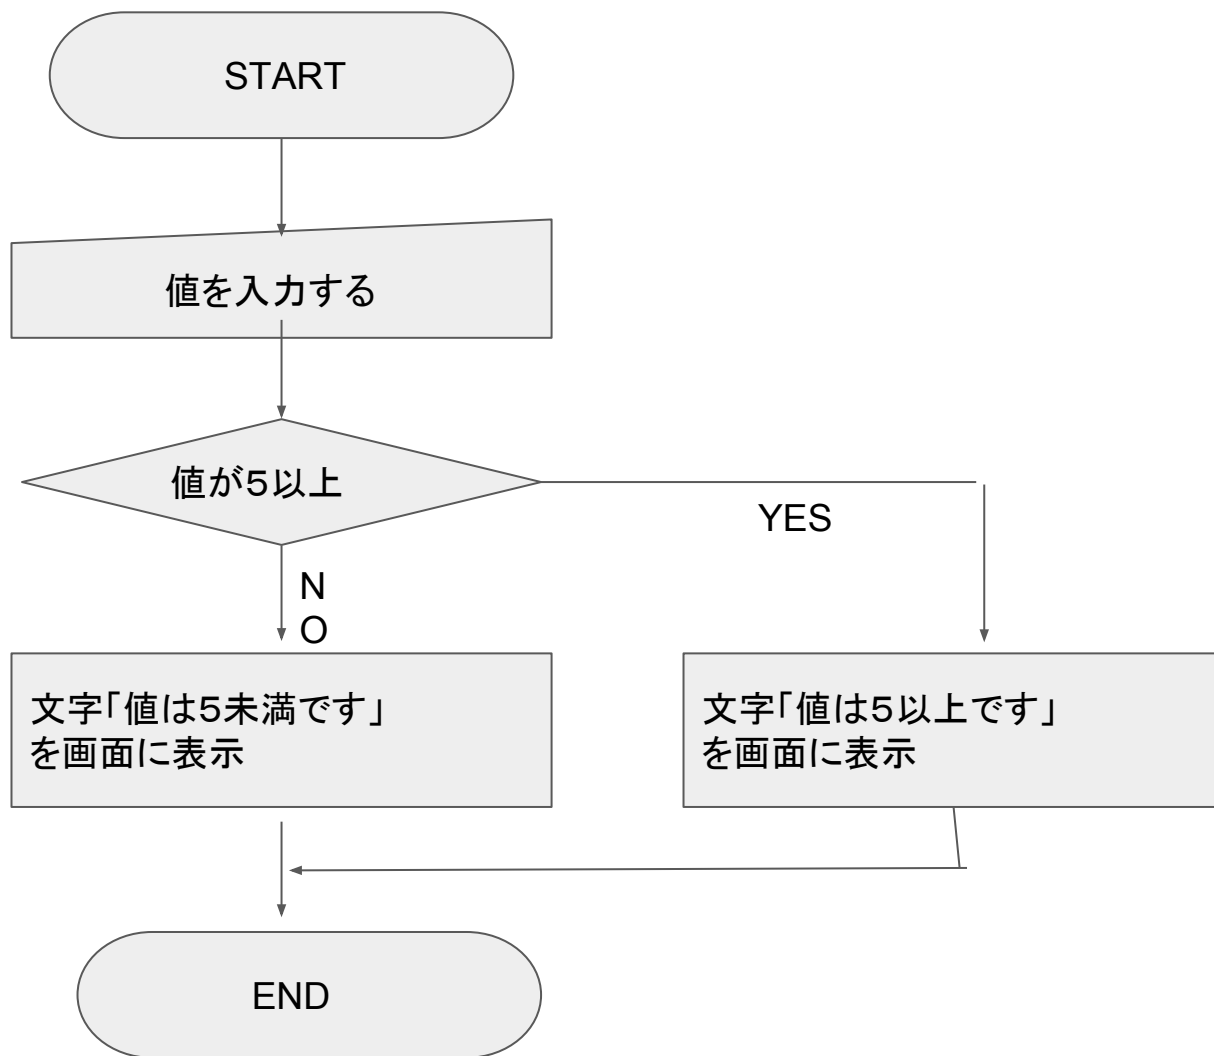 START
値を入力する
値が5以上
YES
N
O
文字「値は5未満です」
を画面に表示
文字「値は5以上です」
を画面に表示
END